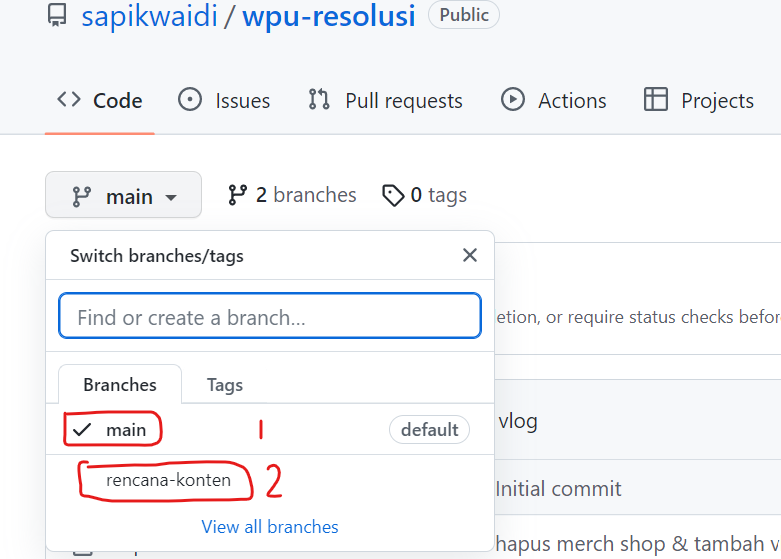 sapikwaidi / wpu-resolusi Public
Code Issues Pull requests Actions Projects
main 2 branches 0 tags
Switch branches/tags
Find or create a branch...
etion, or require status checks befor
Branches Tags
main 1 default
vlog
rencana-konten 2
Initial commit
View all branches
hapus merch shop & tambah v